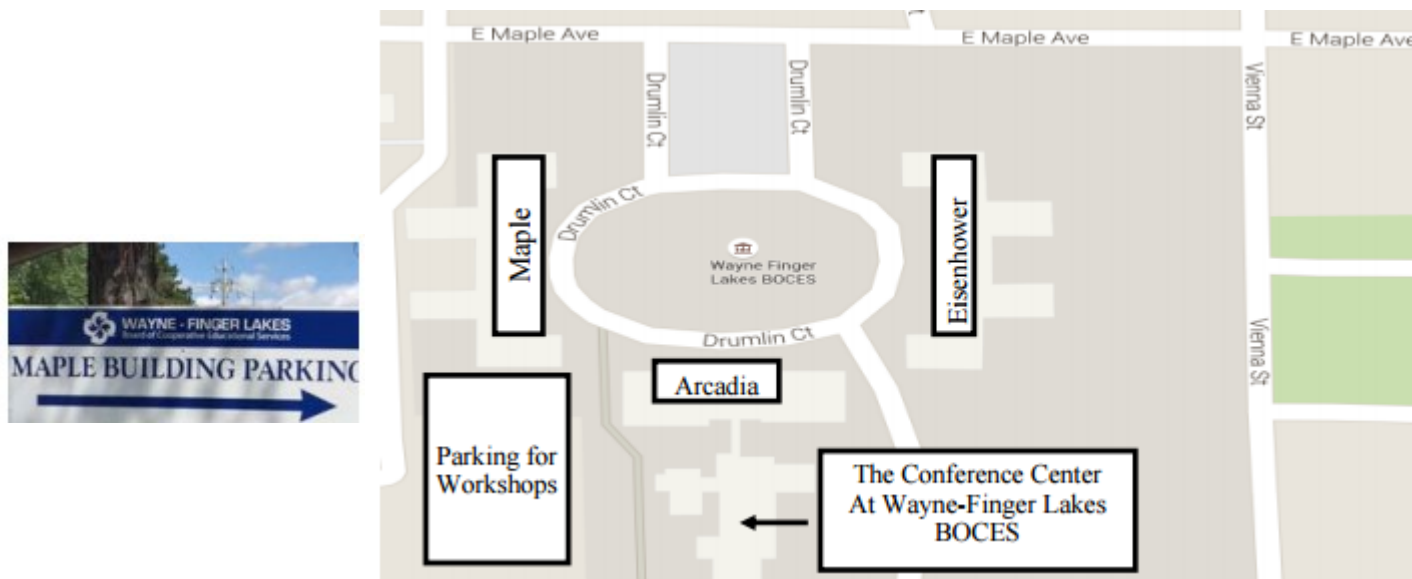 WAYNE - FINGER LAKES
Board of Cooperative Educational Services
MAPLE BUILDING PARKING
E Maple Ave
E Maple Ave
E Maple Ave
Drumlin Ct
Drumlin Ct
Vienna St
Maple
Drumlin Ct
Wayne Finger
Lakes BOCES
Eisenhower
Drumlin Ct
Vienna St
Arcadia
Parking for
Workshops
The Conference Center
At Wayne-Finger Lakes
BOCES